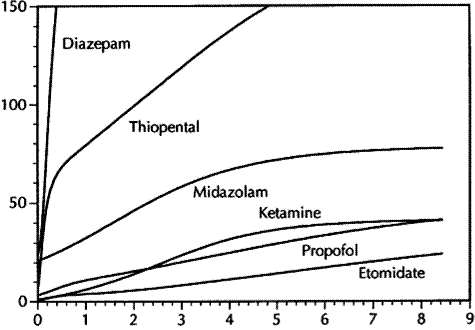 150
Diazepam
100
Thiopental
Midazolam
50
Ketamine
Propofol
Etomidate
0
0 1 2 3 4 5 6 7 8 9